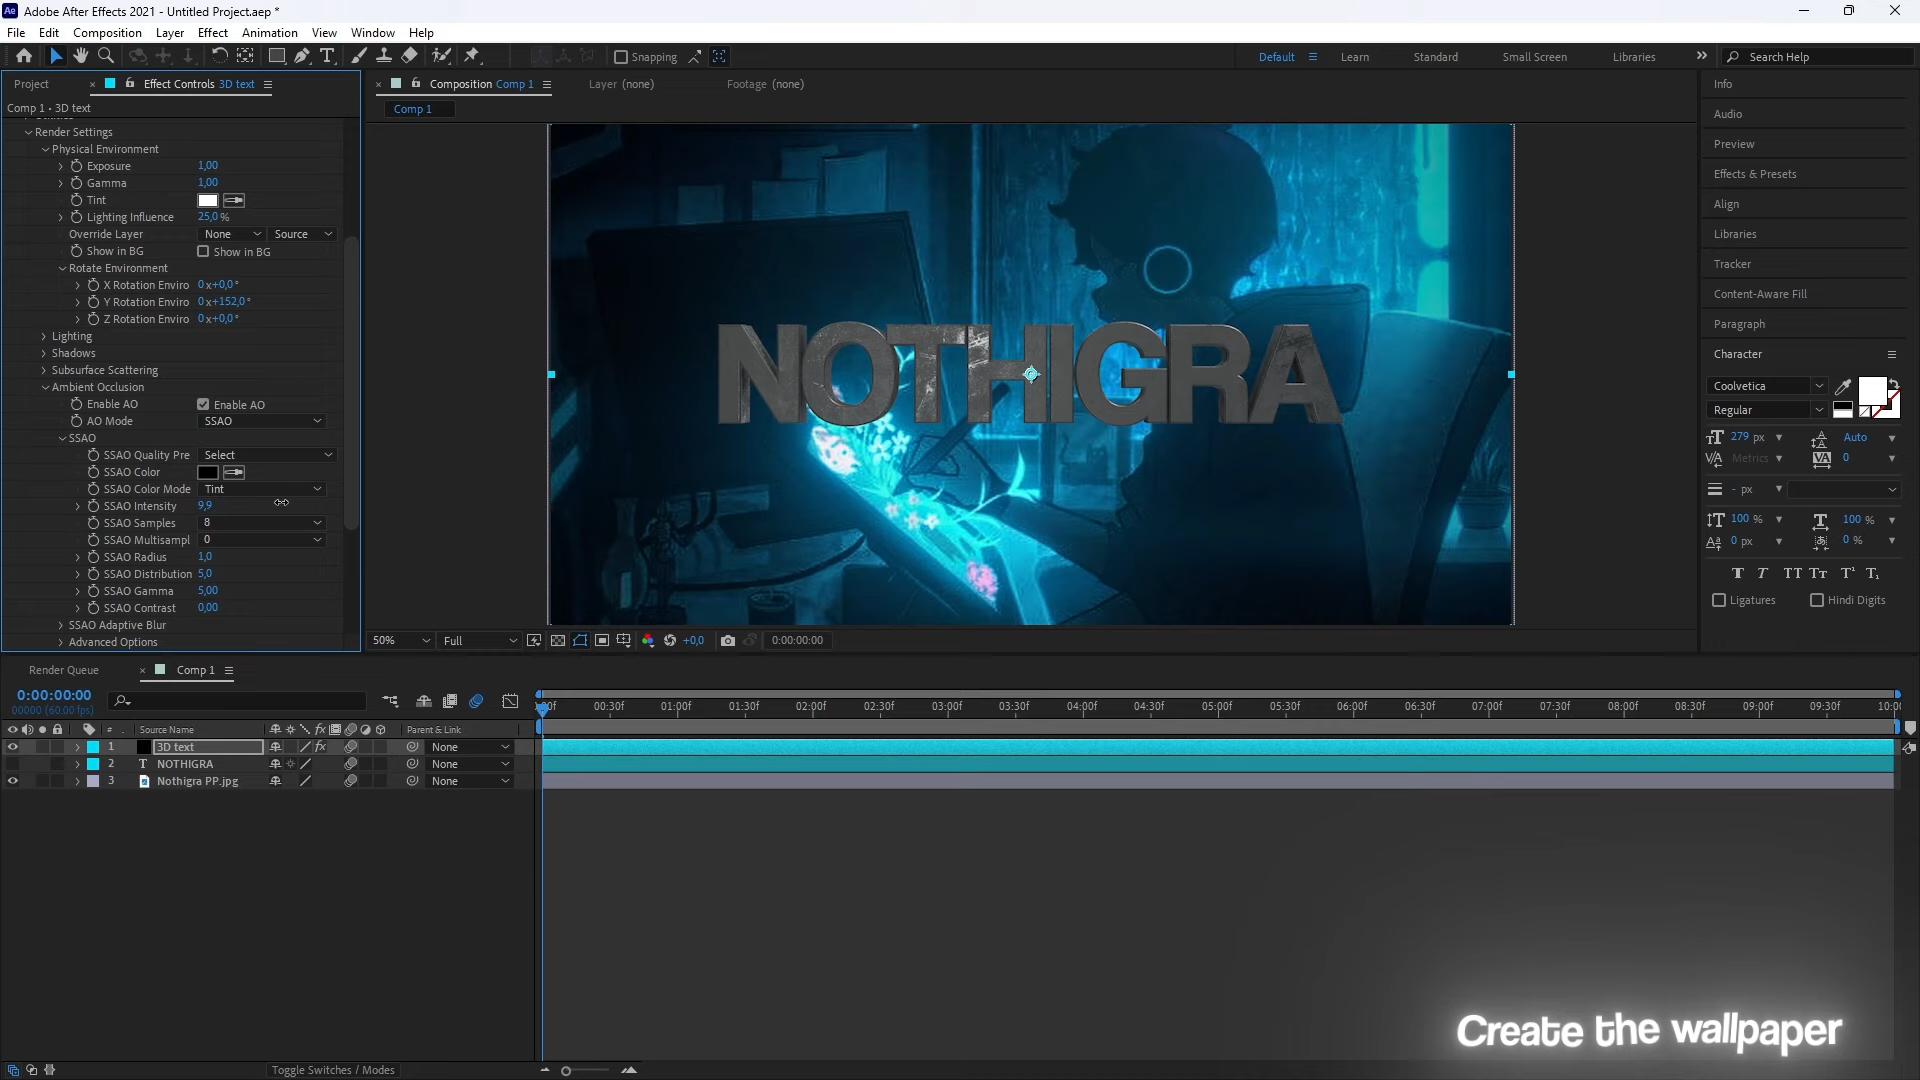 Adobe After Effects 2021 - Untitled Project.aep *
File Edit Composition Layer Effect Animation View Window Help
Snapping
Default Learn Standard Small Screen Libraries Search Help
Project Effect Controls 3D text
Comp 1 • 3D text
Render Settings
Physical Environment
Exposure 1,00
Gamma 1,00
Tint
Lighting Influence 25,0 %
Override Layer None Source
Show in BG Show in BG
Rotate Environment
X Rotation Enviro 0x+0,0°
Y Rotation Enviro 0x+152,0°
Z Rotation Enviro 0x+0,0°
Lighting
Shadows
Subsurface Scattering
Ambient Occlusion
Enable AO Enable AO
AO Mode SSAO
SSAO
SSAO Quality Pre Select
SSAO Color
SSAO Color Mode Tint
SSAO Intensity 9,9
SSAO Samples 8
SSAO Multisampl 0
SSAO Radius 1,0
SSAO Distribution 5,0
SSAO Gamma 5,00
SSAO Contrast 0,00
SSAO Adaptive Blur
Advanced Options
Composition Comp 1 Layer (none) Footage (none)
Comp 1
NOTHIGRA
50% Full +0,0 0:00:00:00
Info
Audio
Preview
Effects & Presets
Align
Libraries
Tracker
Content-Aware Fill
Paragraph
Character
Coolvetica
Regular
279 px Auto
Metrics 0
- px
100 % 100 %
0 px 0 %
T T TT Tt T¹ T₁
Ligatures Hindi Digits
Render Queue Comp 1
0:00:00:00
00000 (60.00 fps)
00:30f 01:00f 01:30f 02:00f 02:30f 03:00f 03:30f 04:00f 04:30f 05:00f 05:30f 06:00f 06:30f 07:00f 07:30f 08:00f 08:30f 09:00f 09:30f
# Source Name Parent & Link
1 3D text None
2 T NOTHIGRA None
3 Nothigra PP.jpg None
Create the wallpaper
Toggle Switches / Modes